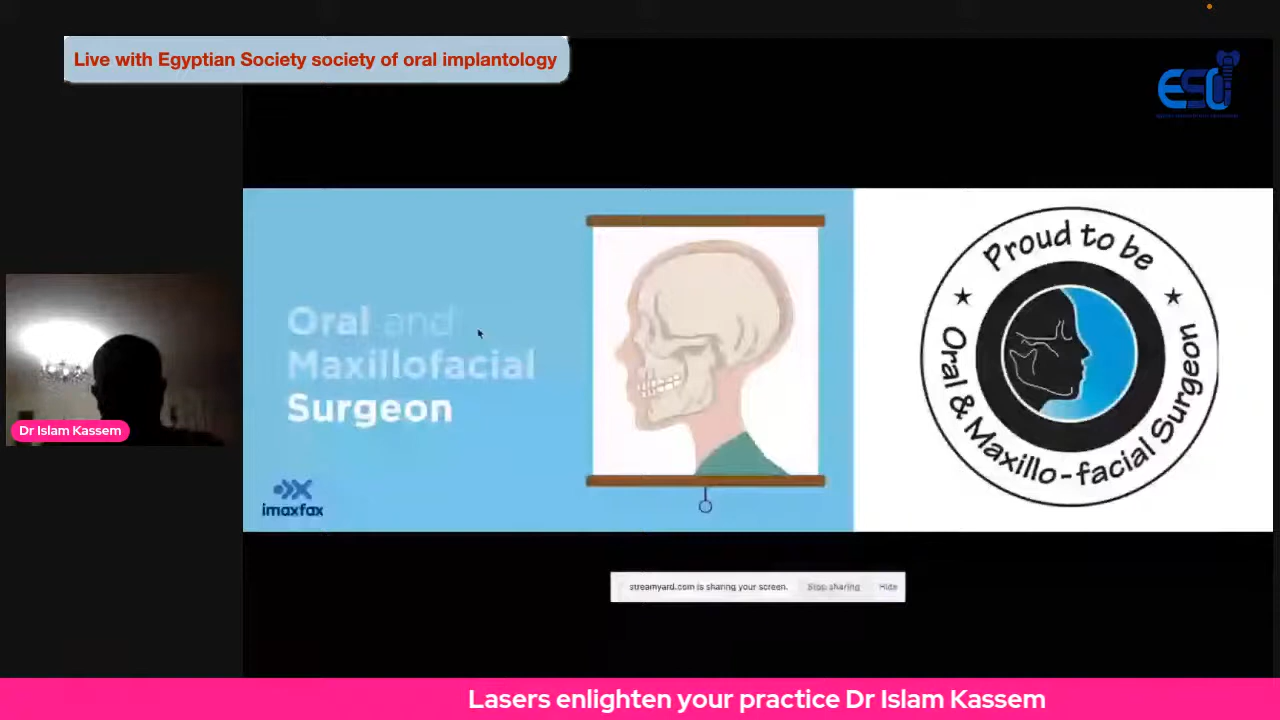 Live with Egyptian Society society of oral implantology
ESOI
Oral and
Maxillofacial
Surgeon
imaxfax
Proud to be
Oral & Maxillo-facial Surgeon
Dr Islam Kassem
streamyard.com is sharing your screen. Stop sharing Hide
Lasers enlighten your practice Dr Islam Kassem